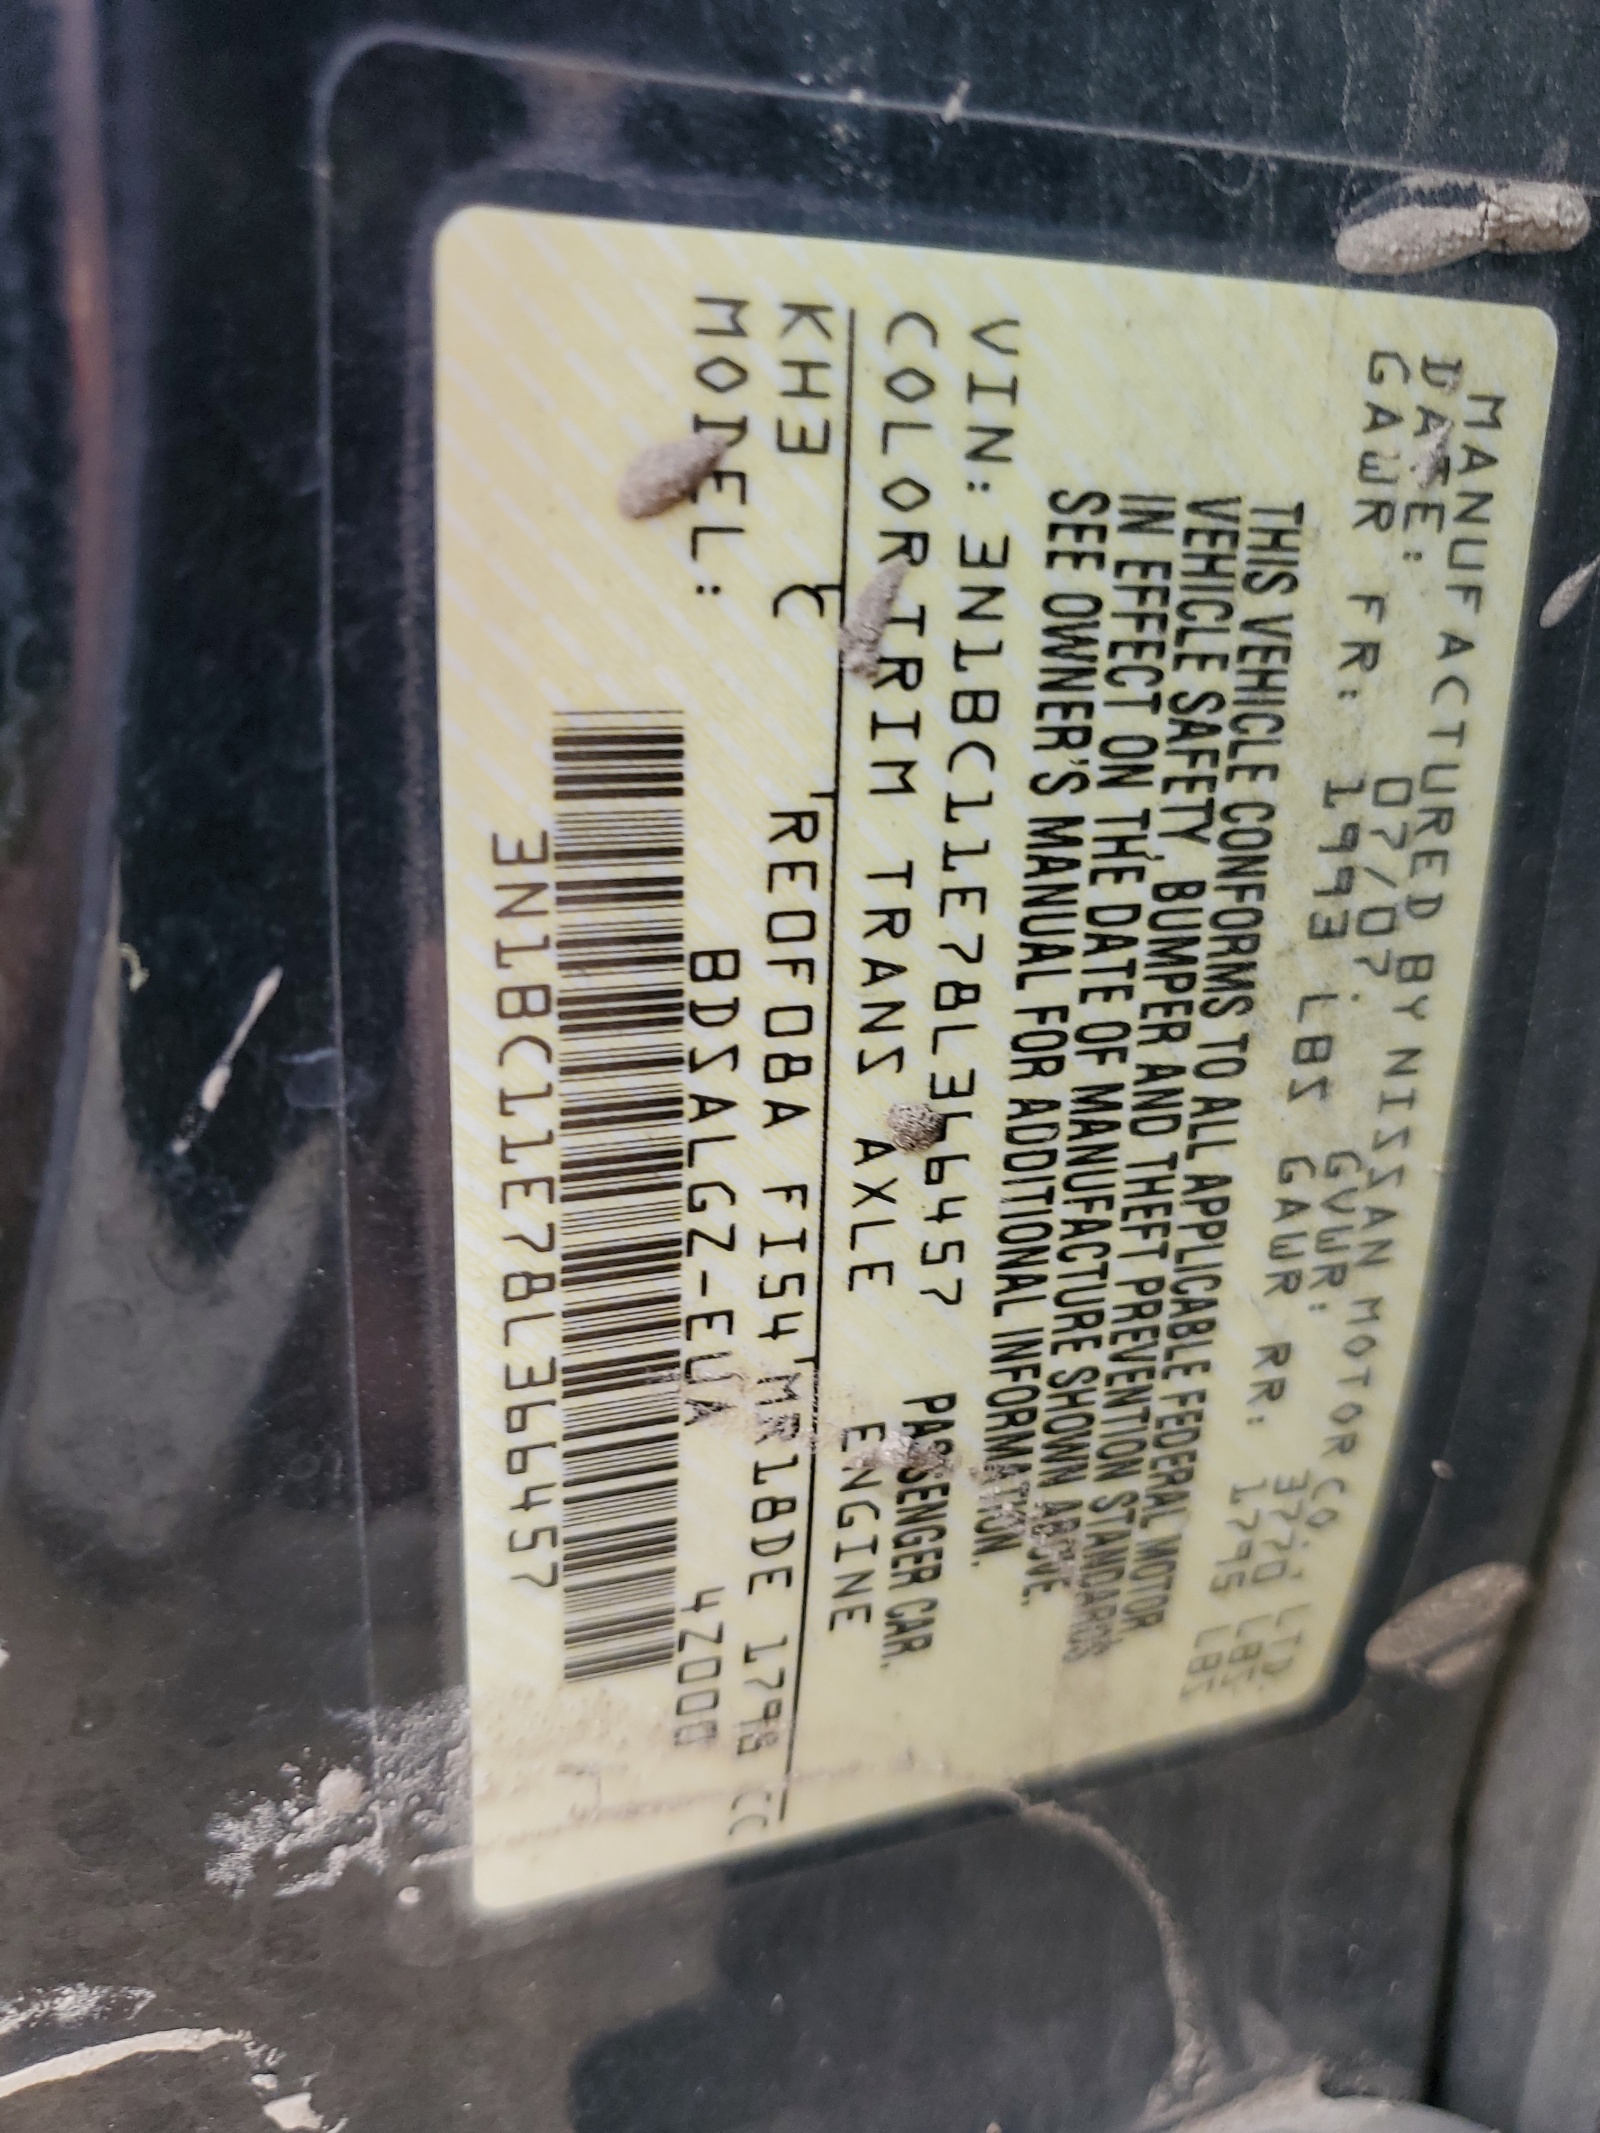 MANUFACTURED BY NISSAN MOTOR CO., LTD.
DATE: 07/07. GVWR: 3770 LBS
GAWR FR: 1993 LBS GAWR RR: 1795 LBS
THIS VEHICLE CONFORMS TO ALL APPLICABLE FEDERAL MOTOR
VEHICLE SAFETY, BUMPER AND THEFT PREVENTION STANDARDS
IN EFFECT ON THE DATE OF MANUFACTURE SHOWN ABOVE.
SEE OWNER'S MANUAL FOR ADDITIONAL INFORMATION.
VIN: 3N1BC11E78L366457 PASSENGER CAR.
COLOR TRIM TRANS AXLE ENGINE
KH3 C RE0F08A FI54 MR18DE 1798 CC
MODEL: BDSALGZ-EUA 4Z000
3N1BC11E78L366457